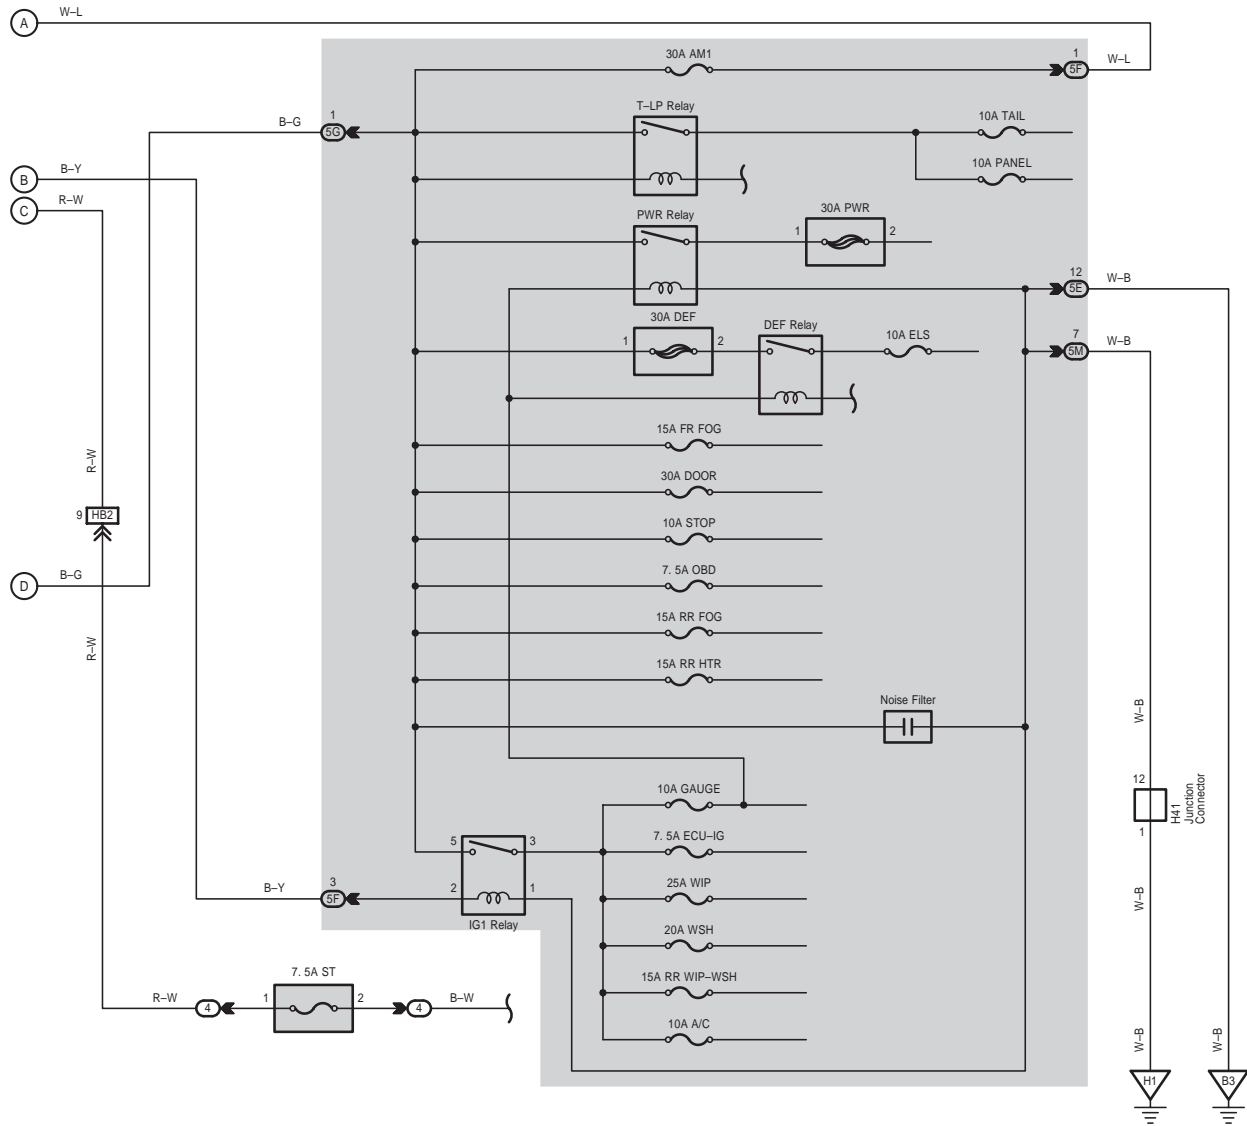 A
W–L
30A AM1
1
5F
W–L
B–G
1
5G
T–LP Relay
10A TAIL
10A PANEL
B
B–Y
C
R–W
PWR Relay
30A PWR
1
2
12
5E
W–B
30A DEF
1
2
DEF Relay
10A ELS
7
5M
W–B
15A FR FOG
R–W
30A DOOR
9
HB2
10A STOP
D
B–G
7. 5A OBD
15A RR FOG
R–W
15A RR HTR
Noise Filter
W–B
10A GAUGE
12
H41
Junction
Connector
1
5
3
7. 5A ECU–IG
B–Y
3
5F
2
1
IG1 Relay
25A WIP
W–B
20A WSH
7. 5A ST
15A RR WIP–WSH
R–W
4
1
2
4
B–W
10A A/C
W–B
W–B
H1
B3